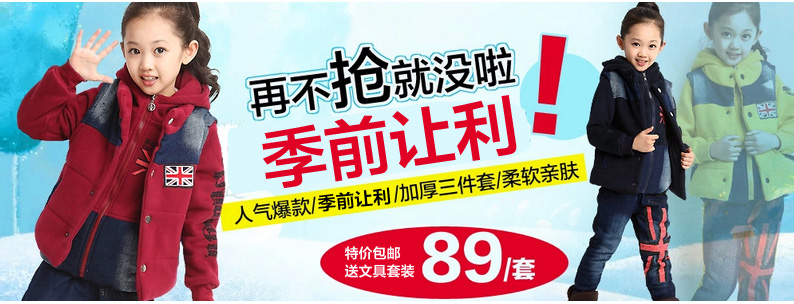 再不抢就没啦
季前让利!
人气爆款/季前让利/加厚三件套/柔软亲肤
特价包邮
送文具套装
89/套